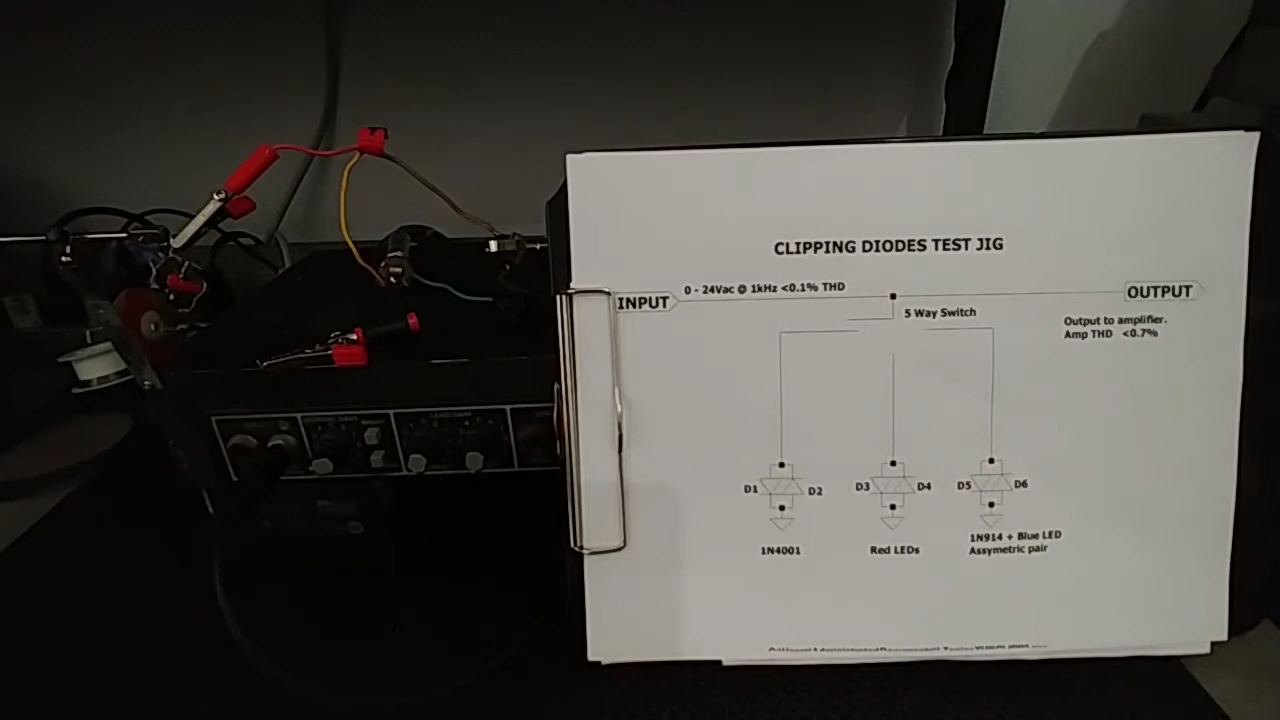 CLIPPING DIODES TEST JIG
INPUT
0 - 24Vac @ 1kHz <0.1% THD
OUTPUT
5 Way Switch
Output to amplifier.
Amp THD <0.7%
D1
D2
D3
D4
D5
D6
1N4001
Red LEDs
1N914 + Blue LED
Assymetric pair